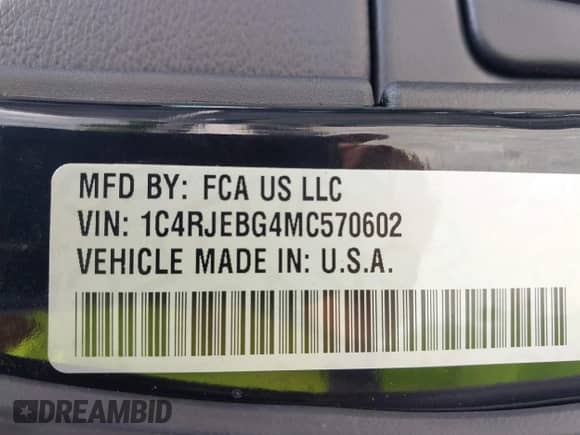 MFD BY: FCA US LLC
VIN: 1C4RJEBG4MC570602
VEHICLE MADE IN: U.S.A.
DREAMBID